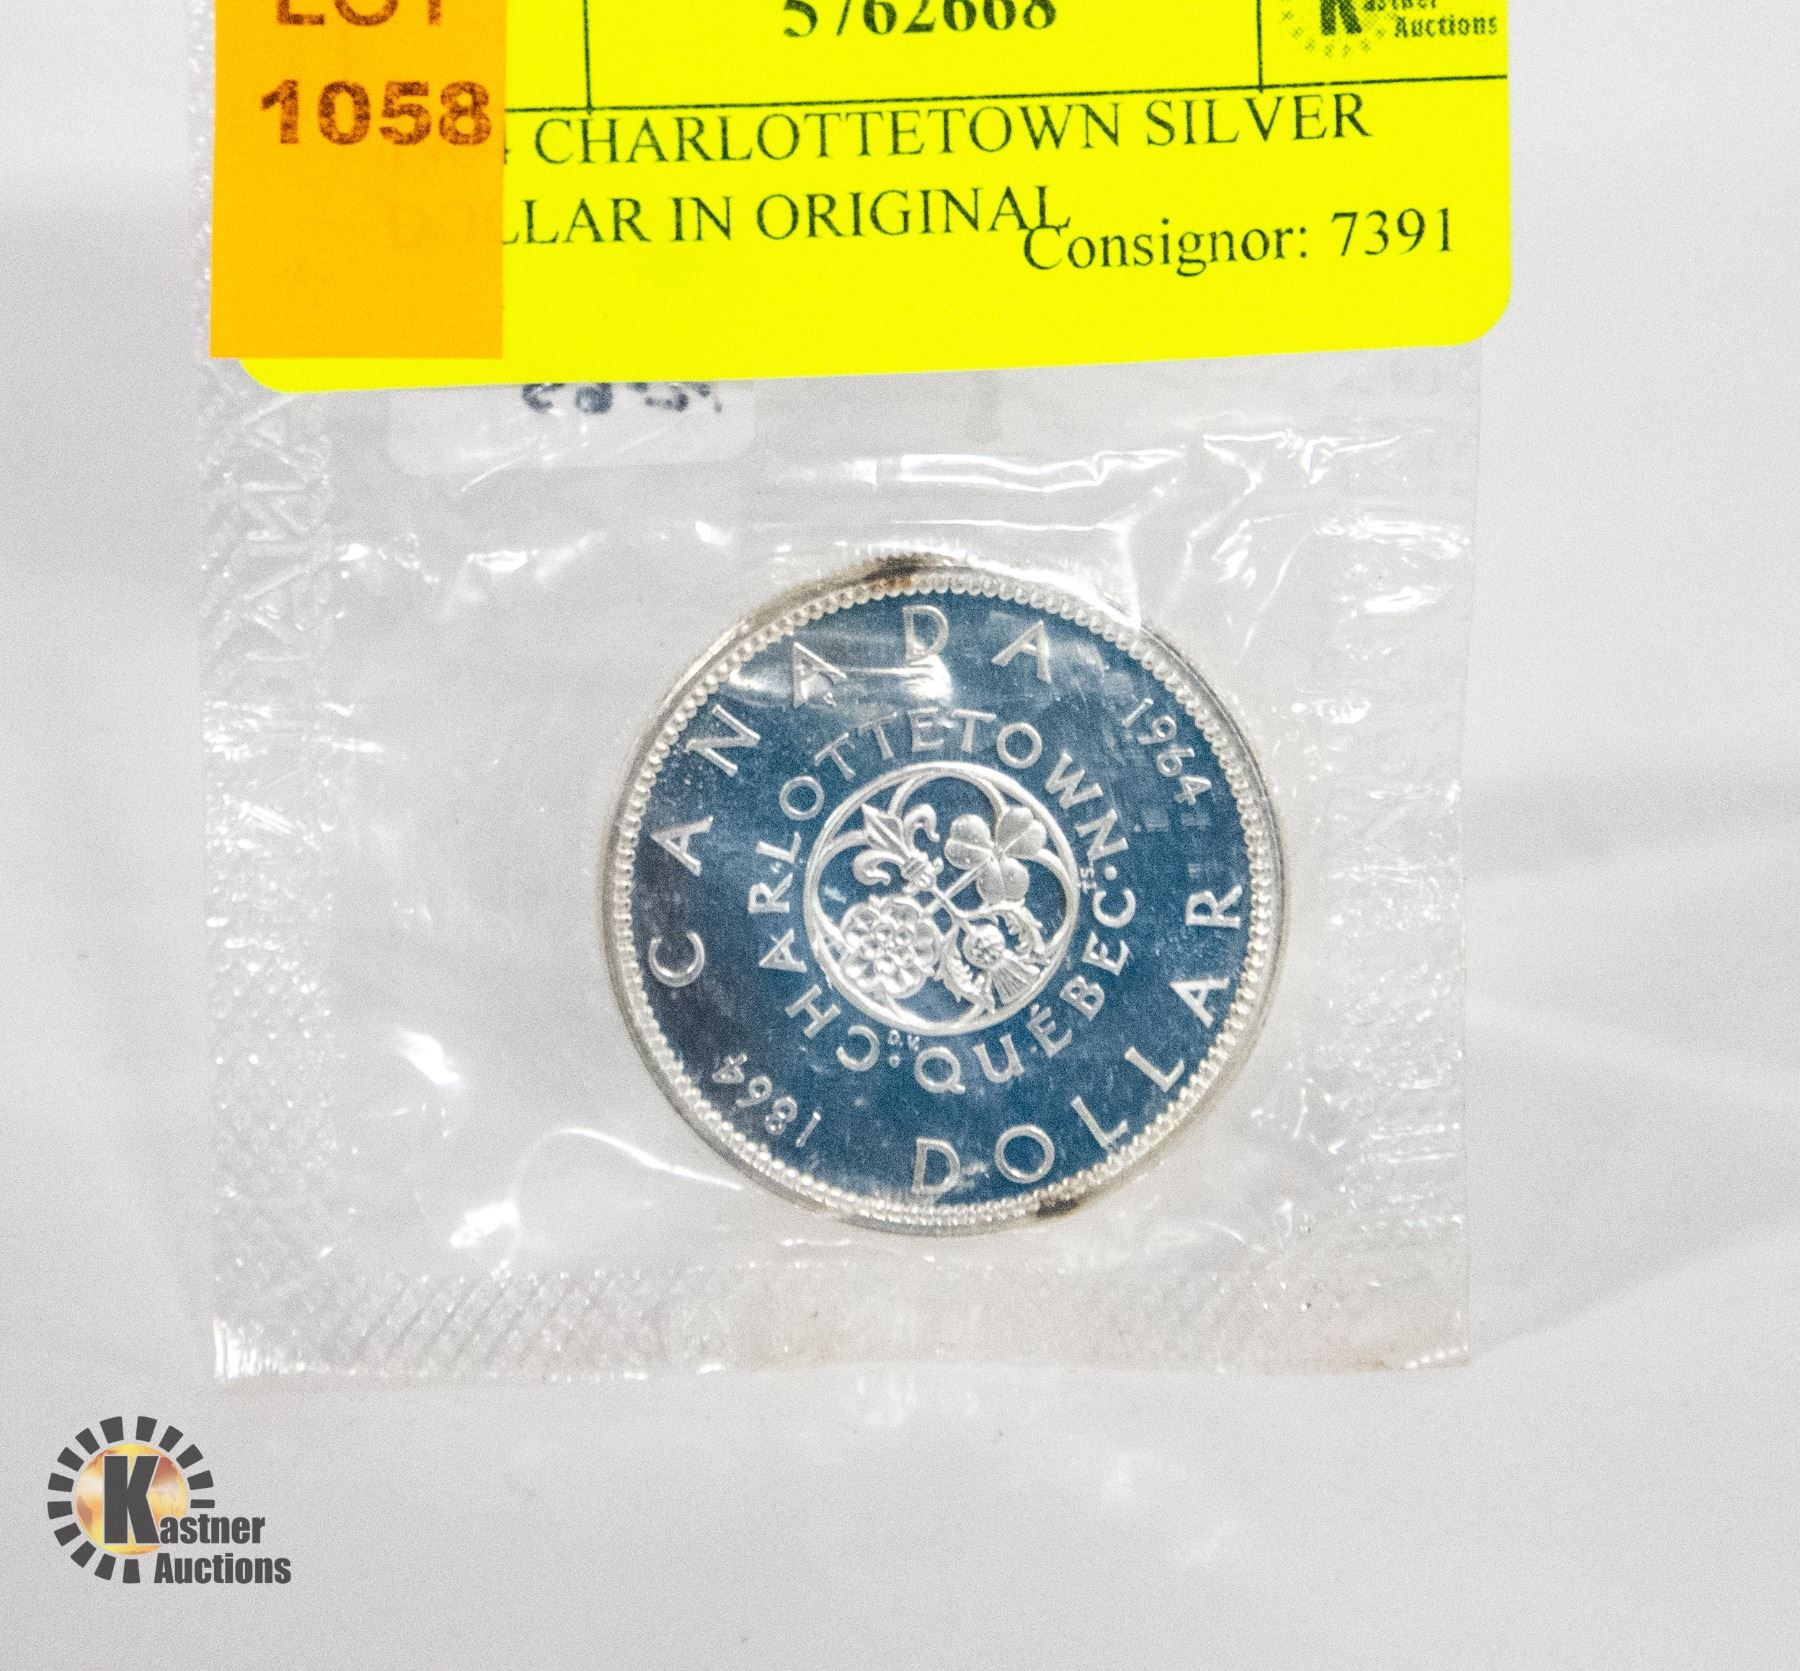 LOT
1058
5762668
Kastner
Auctions
CHARLOTTETOWN SILVER
LLAR IN ORIGINAL
Consignor: 7391
CANADA
1964
CHARLOTTETOWN·QUÉBEC·
T.S.
D.V.
1864
DOLLAR
Kastner
Auctions